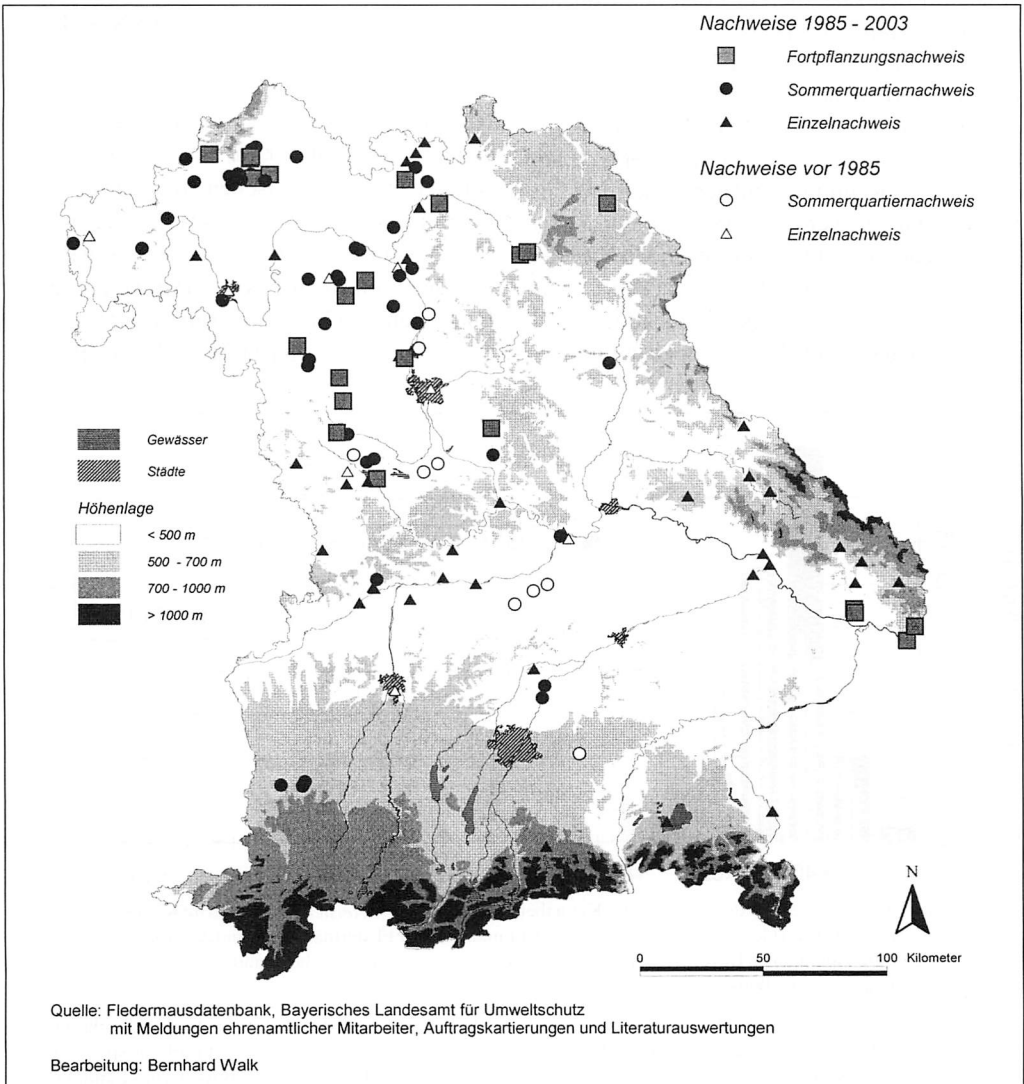 Nachweise 1985 - 2003
Fortpflanzungsnachweis
Sommerquartiernachweis
Einzelnachweis
Nachweise vor 1985
Sommerquartiernachweis
Einzelnachweis
Gewässer
Städte
Höhenlage
< 500 m
500 - 700 m
700 - 1000 m
> 1000 m
N
0 50 100 Kilometer
Quelle: Fledermausdatenbank, Bayerisches Landesamt für Umweltschutz
mit Meldungen ehrenamtlicher Mitarbeiter, Auftragskartierungen und Literaturauswertungen
Bearbeitung: Bernhard Walk